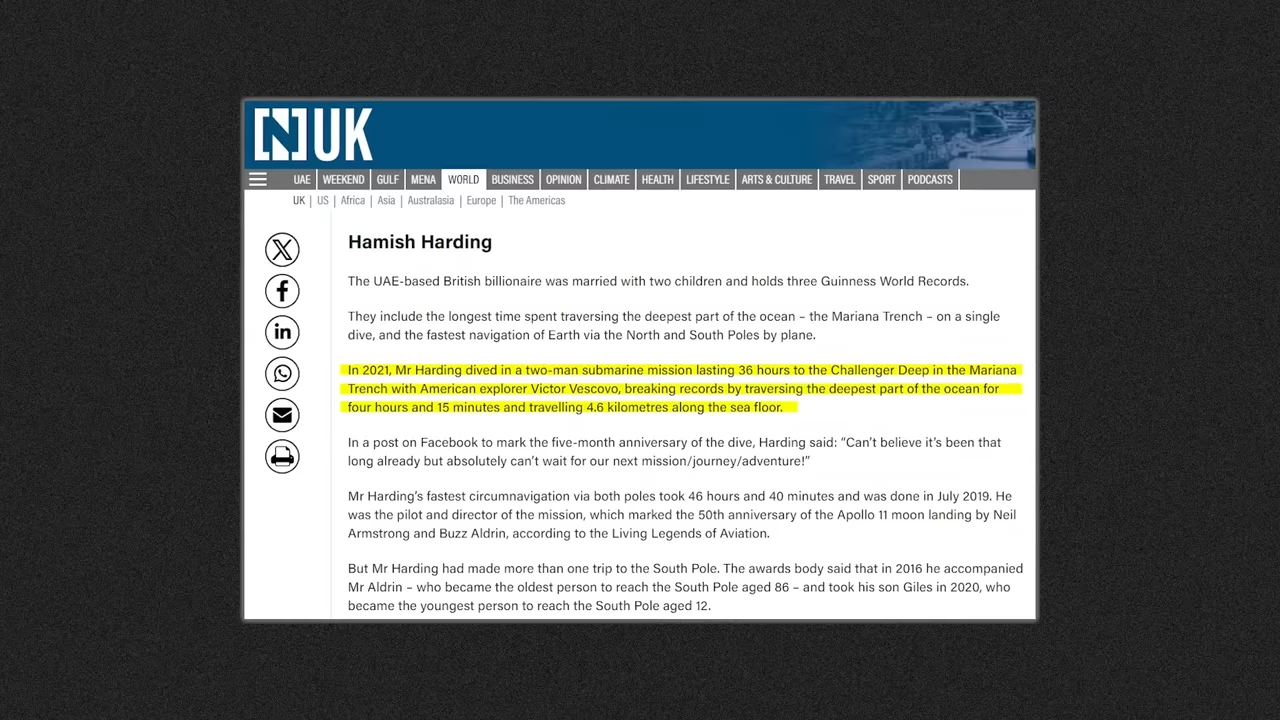 [N]UK
UAE WEEKEND GULF MENA WORLD BUSINESS OPINION CLIMATE HEALTH LIFESTYLE ARTS & CULTURE TRAVEL SPORT PODCASTS
UK | US | Africa | Asia | Australasia | Europe | The Americas
Hamish Harding
The UAE-based British billionaire was married with two children and holds three Guinness World Records.
They include the longest time spent traversing the deepest part of the ocean – the Mariana Trench – on a single
dive, and the fastest navigation of Earth via the North and South Poles by plane.
In 2021, Mr Harding dived in a two-man submarine mission lasting 36 hours to the Challenger Deep in the Mariana
Trench with American explorer Victor Vescovo, breaking records by traversing the deepest part of the ocean for
four hours and 15 minutes and travelling 4.6 kilometres along the sea floor.
In a post on Facebook to mark the five-month anniversary of the dive, Harding said: “Can’t believe it’s been that
long already but absolutely can’t wait for our next mission/journey/adventure!”
Mr Harding’s fastest circumnavigation via both poles took 46 hours and 40 minutes and was done in July 2019. He
was the pilot and director of the mission, which marked the 50th anniversary of the Apollo 11 moon landing by Neil
Armstrong and Buzz Aldrin, according to the Living Legends of Aviation.
But Mr Harding had made more than one trip to the South Pole. The awards body said that in 2016 he accompanied
Mr Aldrin – who became the oldest person to reach the South Pole aged 86 – and took his son Giles in 2020, who
became the youngest person to reach the South Pole aged 12.